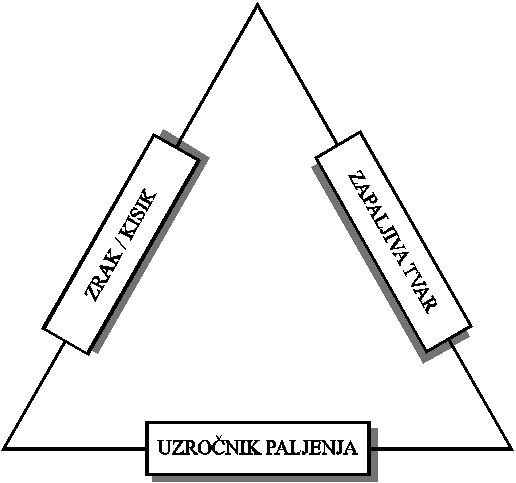 ZRAK / KISIK
ZAPALJIVA TVAR
UZROČNIK PALJENJA